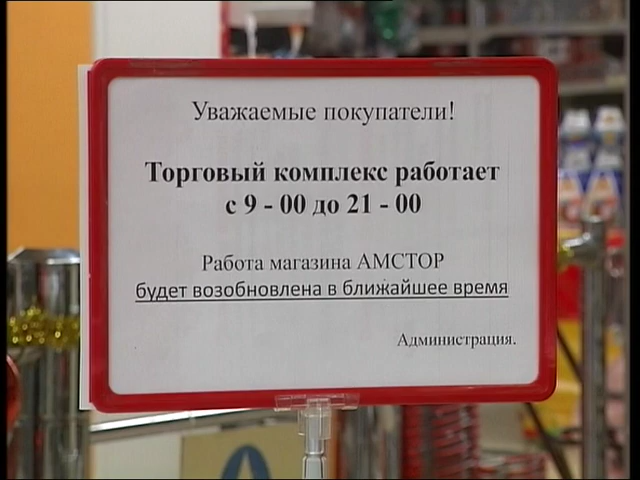 Уважаемые покупатели!
Торговый комплекс работает
с 9 - 00 до 21 - 00
Работа магазина АМСТОР
будет возобновлена в ближайшее время
Администрация.